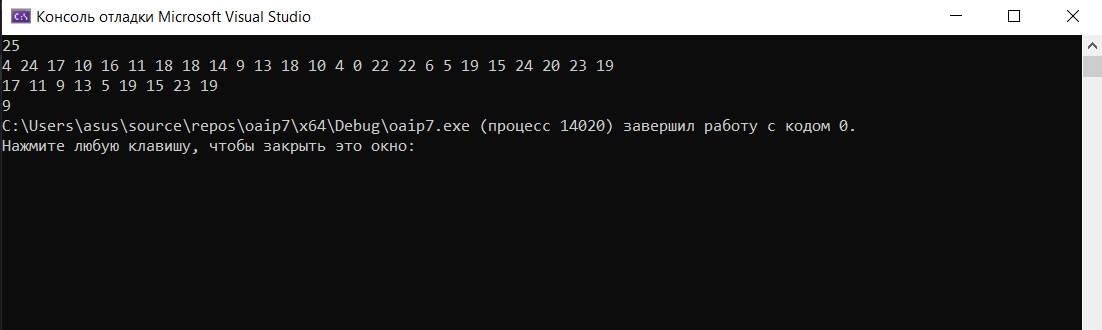 Консоль отладки Microsoft Visual Studio
25
4 24 17 10 16 11 18 18 14 9 13 18 10 4 0 22 22 6 5 19 15 24 20 23 19
17 11 9 13 5 19 15 23 19
9
C:\Users\asus\source\repos\oaip7\x64\Debug\oaip7.exe (процесс 14020) завершил работу с кодом 0.
Нажмите любую клавишу, чтобы закрыть это окно: